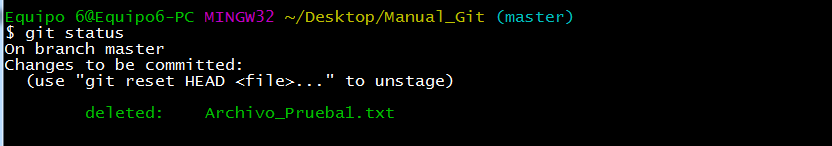 Equipo 6@Equipo6-PC MINGW32 ~/Desktop/Manual_Git (master)
$ git status
On branch master
Changes to be committed:
  (use "git reset HEAD <file>..." to unstage)

        deleted:    Archivo_Prueba1.txt